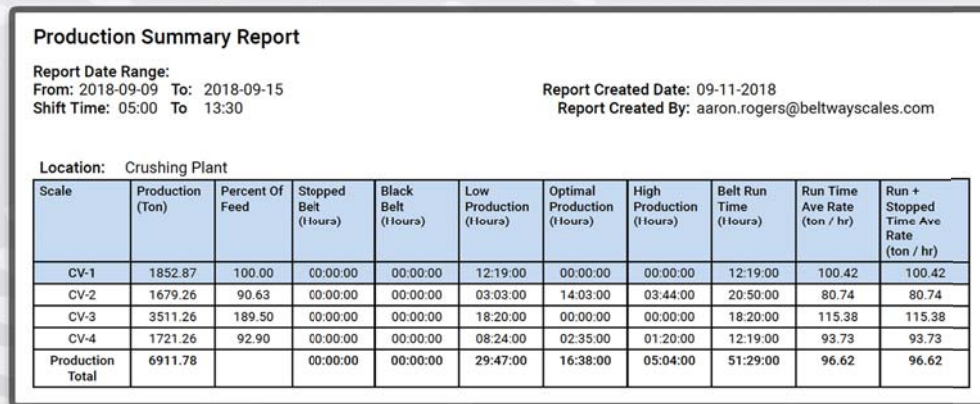 Production Summary Report
Report Date Range:
From: 2018-09-09 To: 2018-09-15
Report Created Date: 09-11-2018
Shift Time: 05:00 To 13:30
Report Created By: aaron.rogers@beltwayscales.com
Location: Crushing Plant
Scale Production (Ton) Percent Of Feed Stopped Belt (Hours) Black Belt (Hours) Low Production (Hours) Optimal Production (Hours) High Production (Hours) Belt Run Time (Hours) Run Time Ave Rate (ton / hr) Run + Stopped Time Ave Rate (ton / hr)
CV-1 1852.87 100.00 00:00:00 00:00:00 12:19:00 00:00:00 00:00:00 12:19:00 100.42 100.42
CV-2 1679.26 90.63 00:00:00 00:00:00 03:03:00 14:03:00 03:44:00 20:50:00 80.74 80.74
CV-3 3511.26 189.50 00:00:00 00:00:00 18:20:00 00:00:00 00:00:00 18:20:00 115.38 115.38
CV-4 1721.26 92.90 00:00:00 00:00:00 08:24:00 02:35:00 01:20:00 12:19:00 93.73 93.73
Production Total 6911.78 00:00:00 00:00:00 29:47:00 16:38:00 05:04:00 51:29:00 96.62 96.62